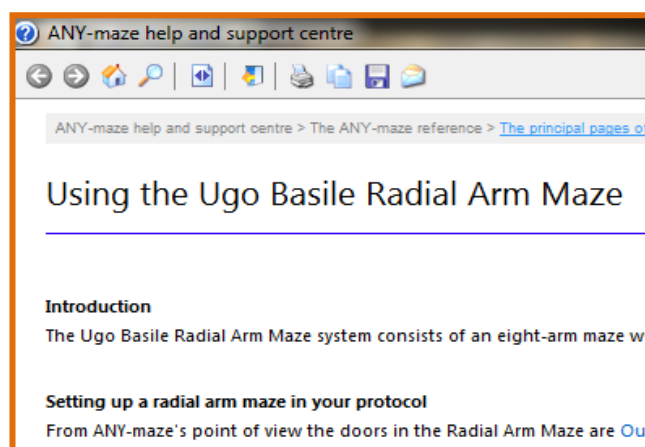 ANY-maze help and support centre
ANY-maze help and support centre > The ANY-maze reference > The principal pages of
Using the Ugo Basile Radial Arm Maze
Introduction
The Ugo Basile Radial Arm Maze system consists of an eight-arm maze w
Setting up a radial arm maze in your protocol
From ANY-maze's point of view the doors in the Radial Arm Maze are Ou